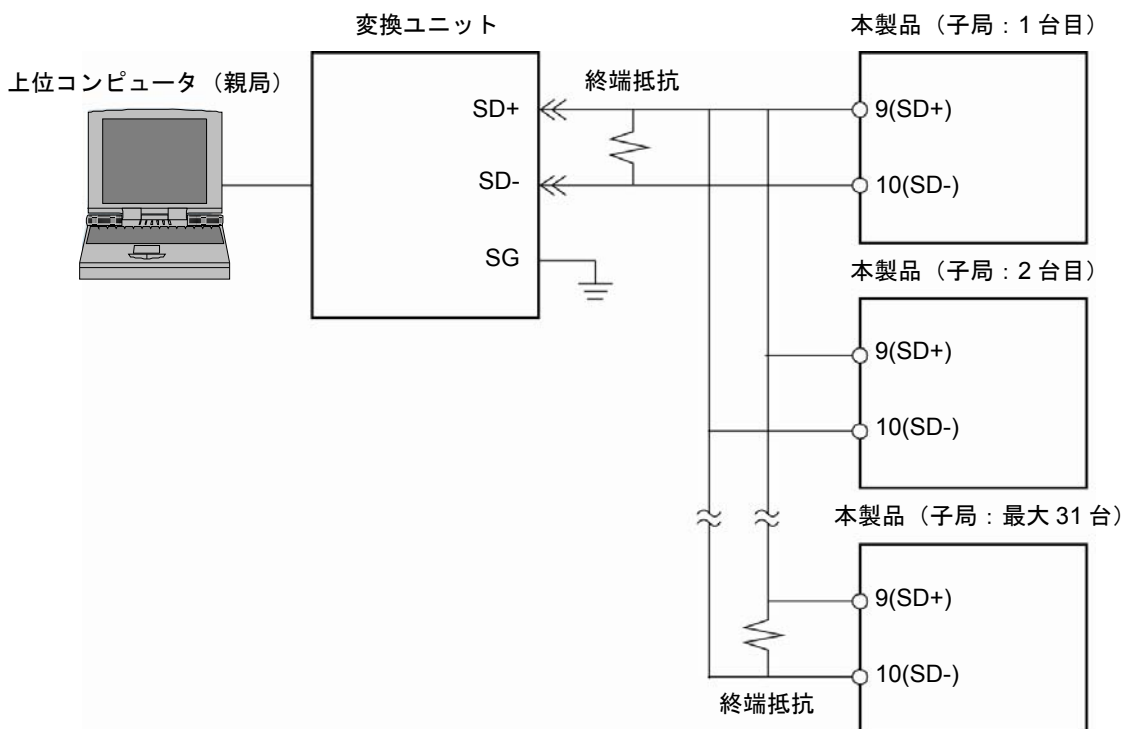 変換ユニット
本製品（子局：1 台目）
上位コンピュータ（親局）
終端抵抗
SD+
9(SD+)
SD-
10(SD-)
SG
本製品（子局：2 台目）
9(SD+)
10(SD-)
本製品（子局：最大 31 台）
9(SD+)
10(SD-)
終端抵抗